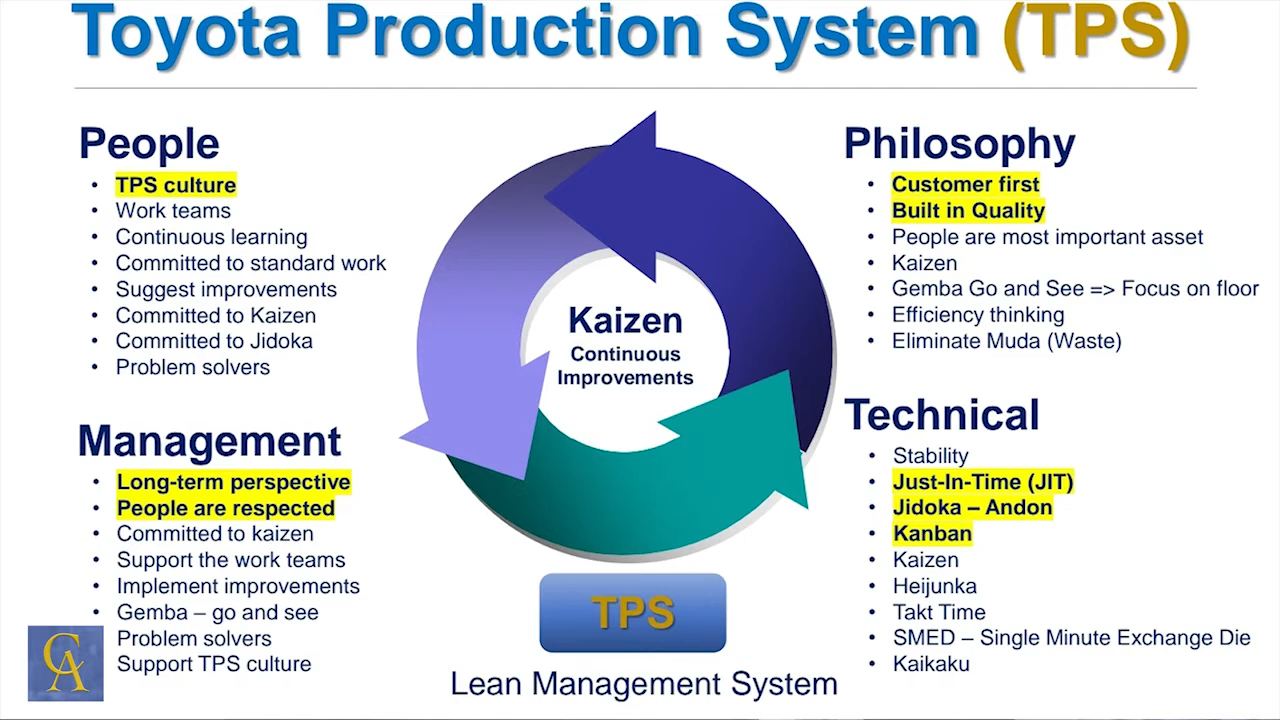 Toyota Production System (TPS)
People
• TPS culture
• Work teams
• Continuous learning
• Committed to standard work
• Suggest improvements
• Committed to Kaizen
• Committed to Jidoka
• Problem solvers
Management
• Long-term perspective
• People are respected
• Committed to kaizen
• Support the work teams
• Implement improvements
• Gemba – go and see
Problem solvers
Support TPS culture
CA
Kaizen
Continuous
Improvements
TPS
Lean Management System
Philosophy
• Customer first
• Built in Quality
• People are most important asset
• Kaizen
• Gemba Go and See => Focus on floor
• Efficiency thinking
• Eliminate Muda (Waste)
Technical
• Stability
• Just-In-Time (JIT)
• Jidoka – Andon
• Kanban
• Kaizen
• Heijunka
• Takt Time
• SMED – Single Minute Exchange Die
• Kaikaku